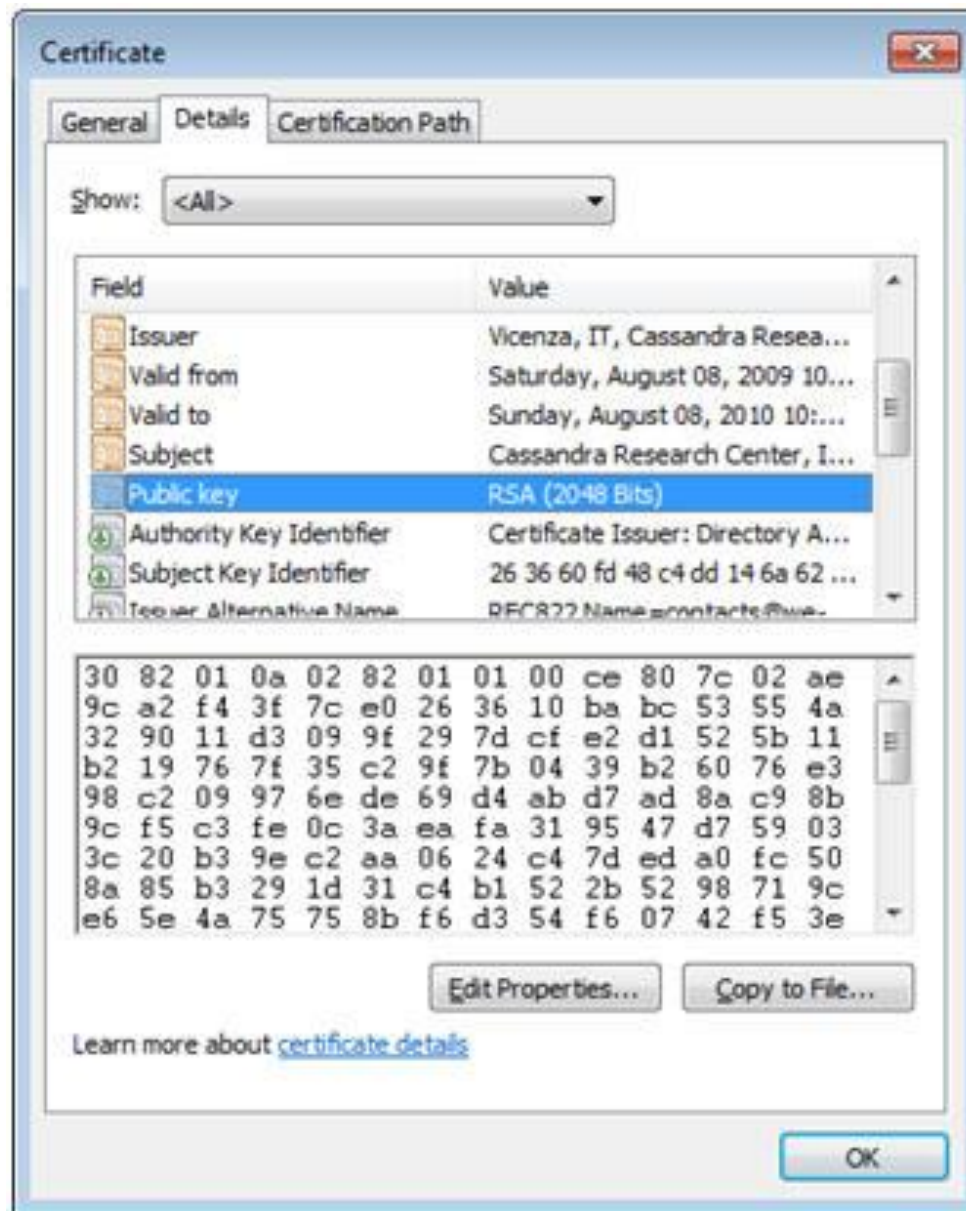 Certificate
General Details Certification Path
Show: <All>
Field Value
Issuer Vicenza, IT, Cassandra Resea...
Valid from Saturday, August 08, 2009 10...
Valid to Sunday, August 08, 2010 10:...
Subject Cassandra Research Center, I...
Public key RSA (2048 Bits)
Authority Key Identifier Certificate Issuer: Directory A...
Subject Key Identifier 26 36 60 fd 48 c4 dd 14 6a 62 ...
Issuer Alternative Name RFC822 Name=contacts@we-
30 82 01 0a 02 82 01 01 00 ce 80 7c 02 ae
9c a2 f4 3f 7c e0 26 36 10 ba bc 53 55 4a
32 90 11 d3 09 9f 29 7d cf e2 d1 52 5b 11
b2 19 76 7f 35 c2 9f 7b 04 39 b2 60 76 e3
98 c2 09 97 6e de 69 d4 ab d7 ad 8a c9 8b
9c f5 c3 fe 0c 3a ea fa 31 95 47 d7 59 03
3c 20 b3 9e c2 aa 06 24 c4 7d ed a0 fc 50
8a 85 b3 29 1d 31 c4 b1 52 2b 52 98 71 9c
e6 5e 4a 75 75 8b f6 d3 54 f6 07 42 f5 3e
Edit Properties... Copy to File...
Learn more about certificate details
OK